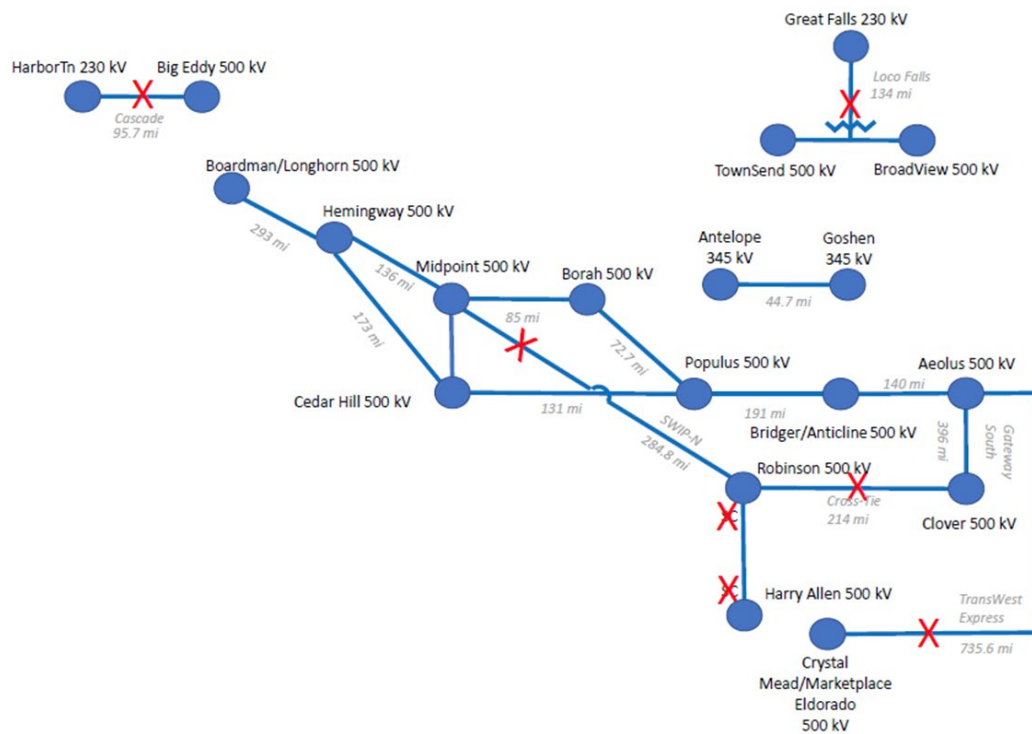 Great Falls 230 kV
HarborTn 230 kV
Big Eddy 500 kV
Loco Falls
134 mi
Cascade
95.7 mi
TownSend 500 kV
BroadView 500 kV
Boardman/Longhorn 500 kV
Hemingway 500 kV
293 mi
136 mi
Midpoint 500 kV
Borah 500 kV
Antelope
345 kV
Goshen
345 kV
44.7 mi
173 mi
85 mi
72.7 mi
Populus 500 kV
Aeolus 500 kV
Cedar Hill 500 kV
131 mi
191 mi
140 mi
Bridger/Anticline 500 kV
SWIP-N
284.8 mi
396 mi
Gateway
South
Robinson 500 kV
Cross-Tie
214 mi
Clover 500 kV
SC
SC
Harry Allen 500 kV
TransWest
Express
735.6 mi
Crystal
Mead/Marketplace
Eldorado
500 kV